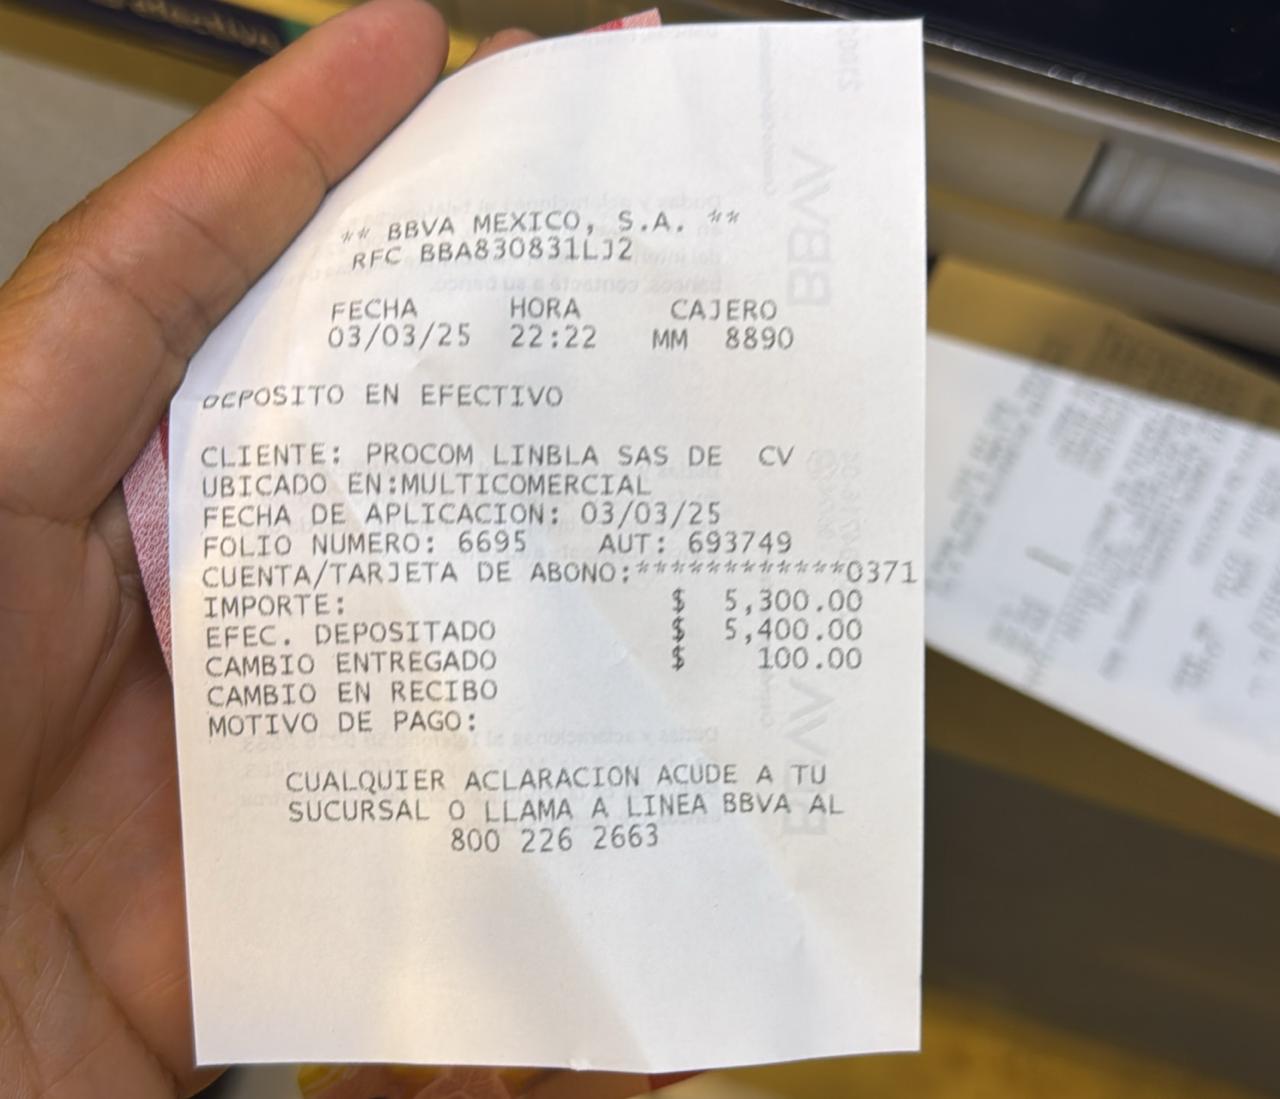 ** BBVA MEXICO, S.A. **
RFC BBA830831LJ2
FECHA HORA CAJERO
03/03/25 22:22 MM 8890
DEPOSITO EN EFECTIVO
CLIENTE: PROCOM LINBLA SAS DE CV
UBICADO EN:MULTICOMERCIAL
FECHA DE APLICACION: 03/03/25
FOLIO NUMERO: 6695 AUT: 693749
CUENTA/TARJETA DE ABONO:************0371
IMPORTE: $ 5,300.00
EFEC. DEPOSITADO $ 5,400.00
CAMBIO ENTREGADO $ 100.00
CAMBIO EN RECIBO
MOTIVO DE PAGO:
CUALQUIER ACLARACION ACUDE A TU
SUCURSAL O LLAMA A LINEA BBVA AL
800 226 2663
BBVA
BBVA